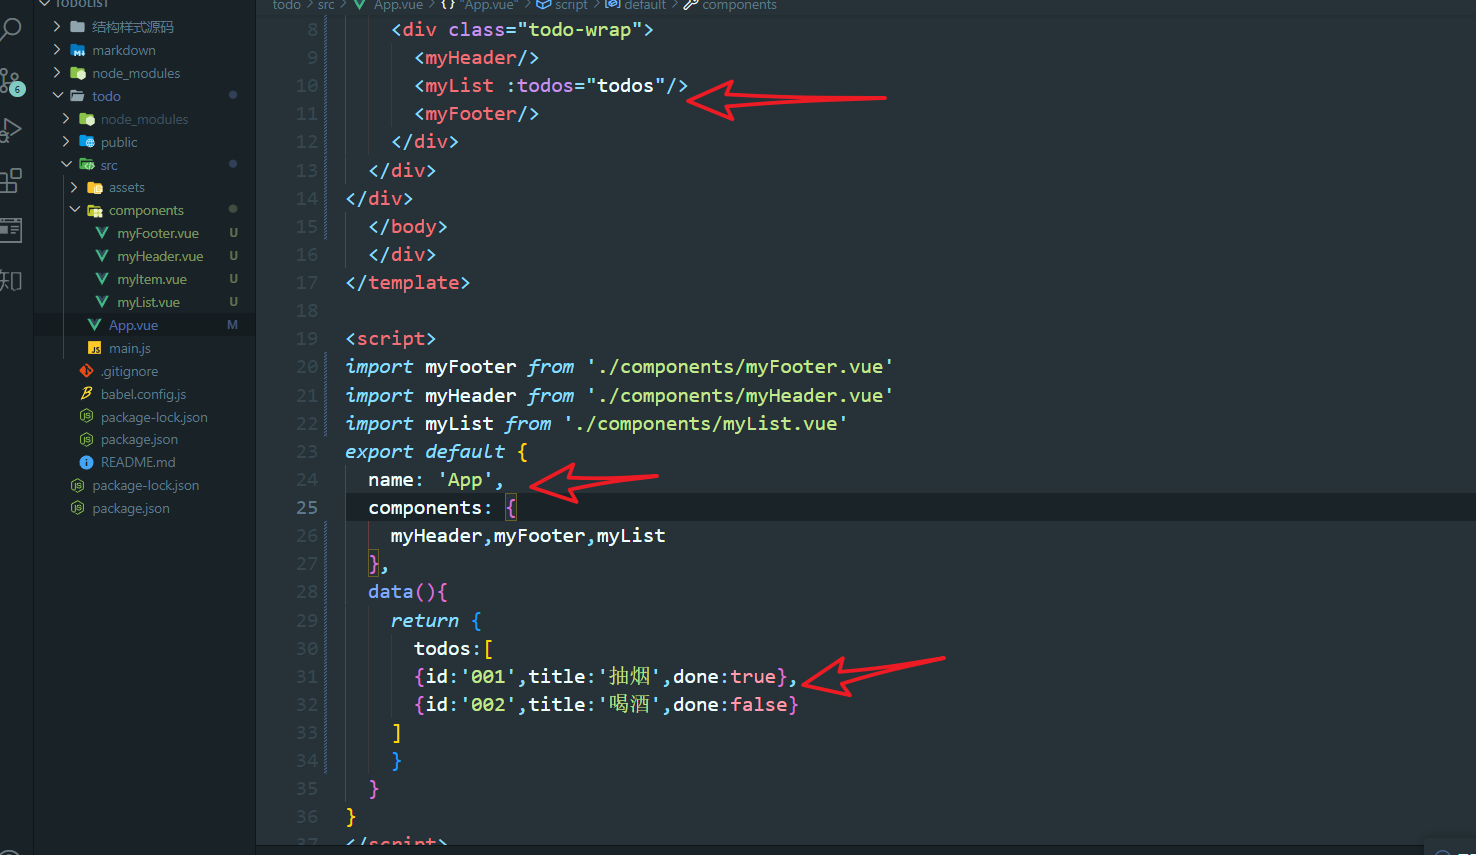 TODOLIST
结构样式源码
markdown
node_modules
todo
node_modules
public
src
assets
components
myFooter.vue U
myHeader.vue U
myItem.vue U
myList.vue U
App.vue M
main.js
.gitignore
babel.config.js
package-lock.json
package.json
README.md
package-lock.json
package.json
6
知
todo > src > App.vue > {} "App.vue" > script > default > components
8 <div class="todo-wrap">
9 <myHeader/>
10 <myList :todos="todos"/>
11 <myFooter/>
12 </div>
13 </div>
14 </div>
15 </body>
16 </div>
17 </template>
18
19 <script>
20 import myFooter from './components/myFooter.vue'
21 import myHeader from './components/myHeader.vue'
22 import myList from './components/myList.vue'
23 export default {
24 name: 'App',
25 components: {
26 myHeader,myFooter,myList
27 },
28 data(){
29 return {
30 todos:[
31 {id:'001',title:'抽烟',done:true},
32 {id:'002',title:'喝酒',done:false}
33 ]
34 }
35 }
36 }
37 </script>